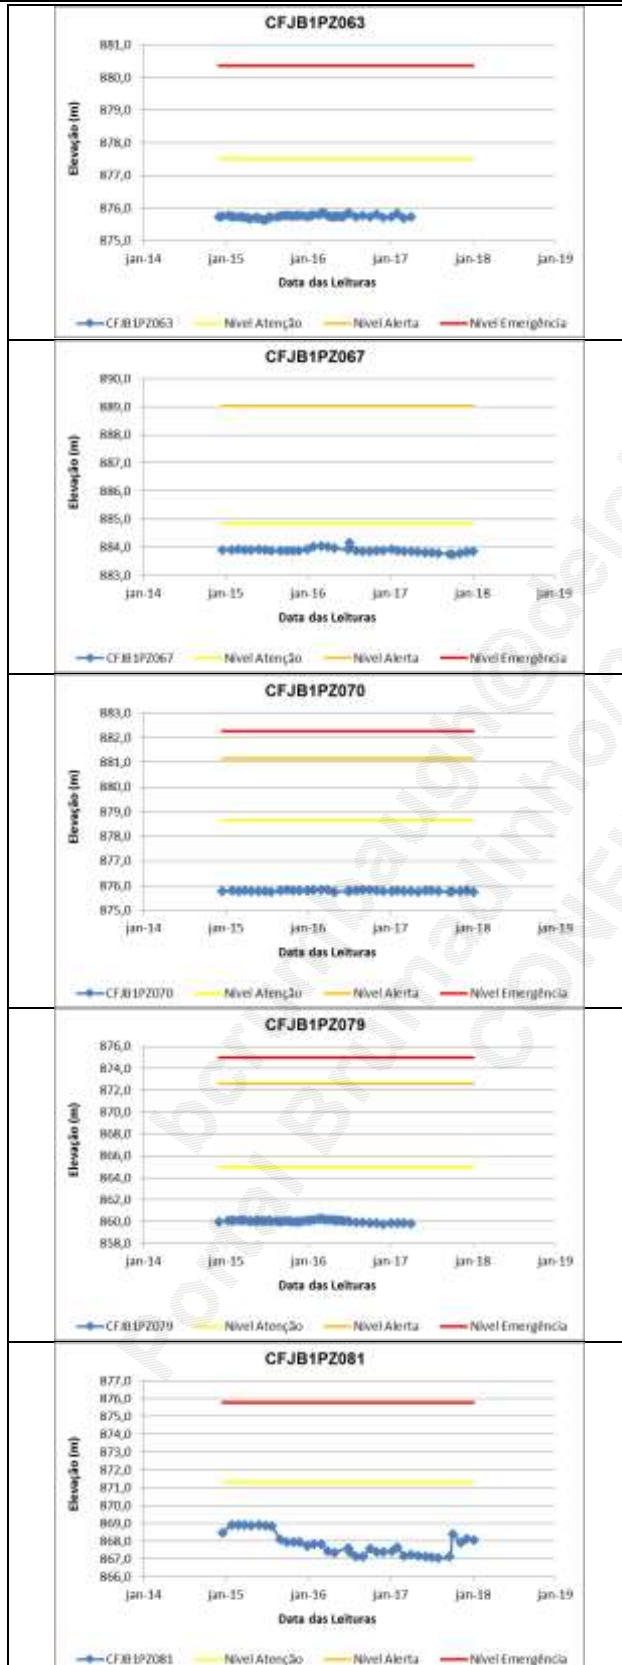 CFJB1PZ063
881,0
880,0
879,0
878,0
877,0
876,0
875,0
Elevação (m)
jan-14 jan-15 jan-16 jan-17 jan-18 jan-19
Data das Leituras
CFJB1PZ063 Nível Atenção Nível Alerta Nível Emergência
CFJB1PZ067
890,0
889,0
888,0
887,0
886,0
885,0
884,0
883,0
Elevação (m)
jan-14 jan-15 jan-16 jan-17 jan-18 jan-19
Data das Leituras
CFJB1PZ067 Nível Atenção Nível Alerta Nível Emergência
CFJB1PZ070
883,0
882,0
881,0
880,0
879,0
878,0
877,0
876,0
875,0
Elevação (m)
jan-14 jan-15 jan-16 jan-17 jan-18 jan-19
Data das Leituras
CFJB1PZ070 Nível Atenção Nível Alerta Nível Emergência
CFJB1PZ079
876,0
874,0
872,0
870,0
868,0
866,0
864,0
862,0
860,0
858,0
Elevação (m)
jan-14 jan-15 jan-16 jan-17 jan-18 jan-19
Data das Leituras
CFJB1PZ079 Nível Atenção Nível Alerta Nível Emergência
CFJB1PZ081
877,0
876,0
875,0
874,0
873,0
872,0
871,0
870,0
869,0
868,0
867,0
866,0
Elevação (m)
jan-14 jan-15 jan-16 jan-17 jan-18 jan-19
Data das Leituras
CFJB1PZ081 Nível Atenção Nível Alerta Nível Emergência
Portal Brumadinho